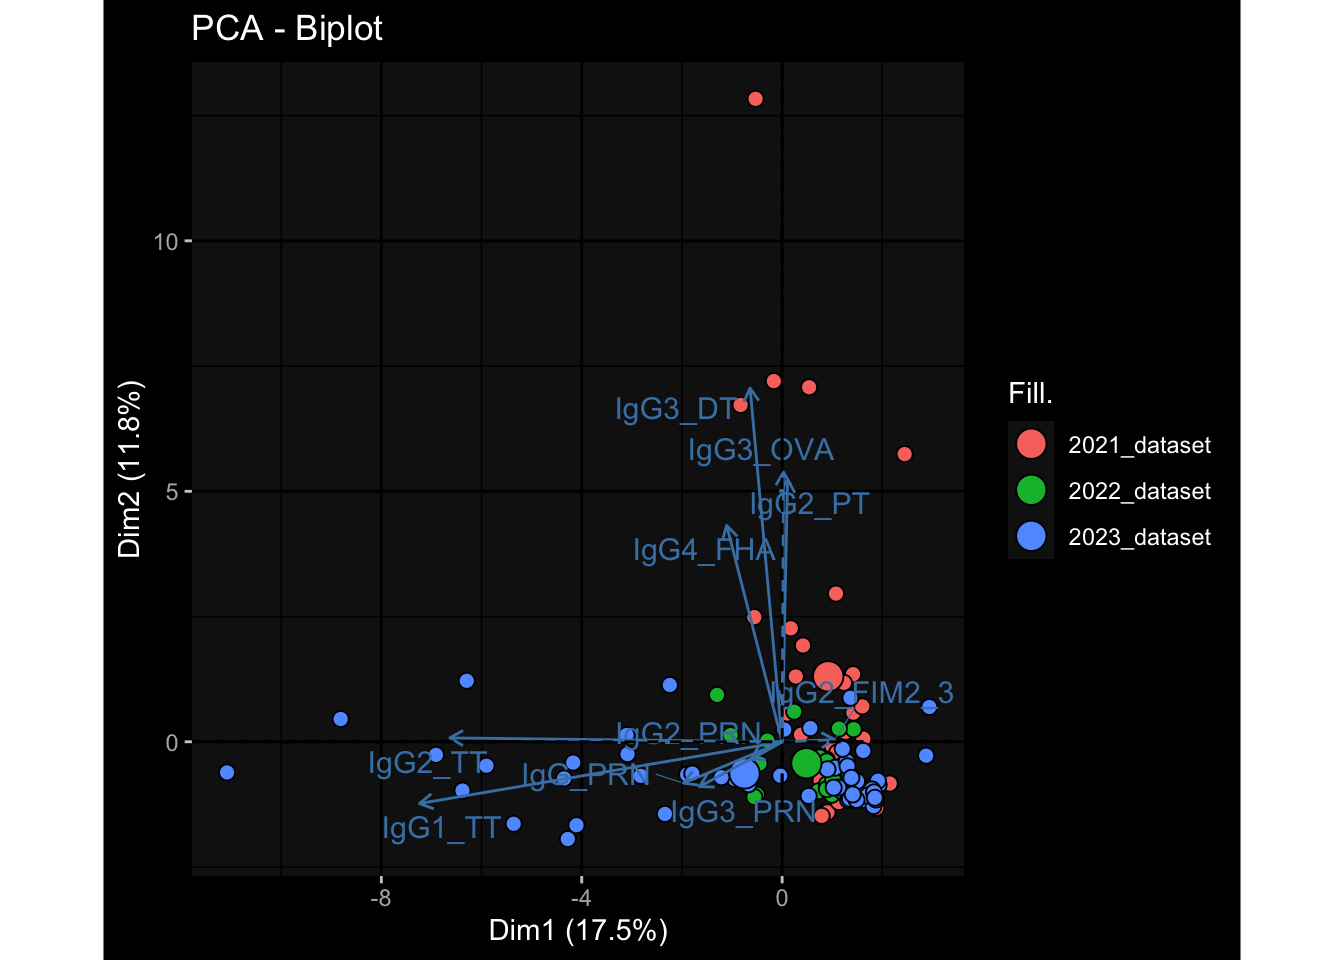 PCA - Biplot
10
5
0
-8
-4
0
Dim1 (17.5%)
Dim2 (11.8%)
IgG3_DT
IgG3_OVA
IgG2_PT
IgG4_FHA
IgG2_FIM2_3
IgG2_PRN
IgG2_TT
IgG_PRN
IgG3_PRN
IgG1_TT
Fill.
2021_dataset
2022_dataset
2023_dataset